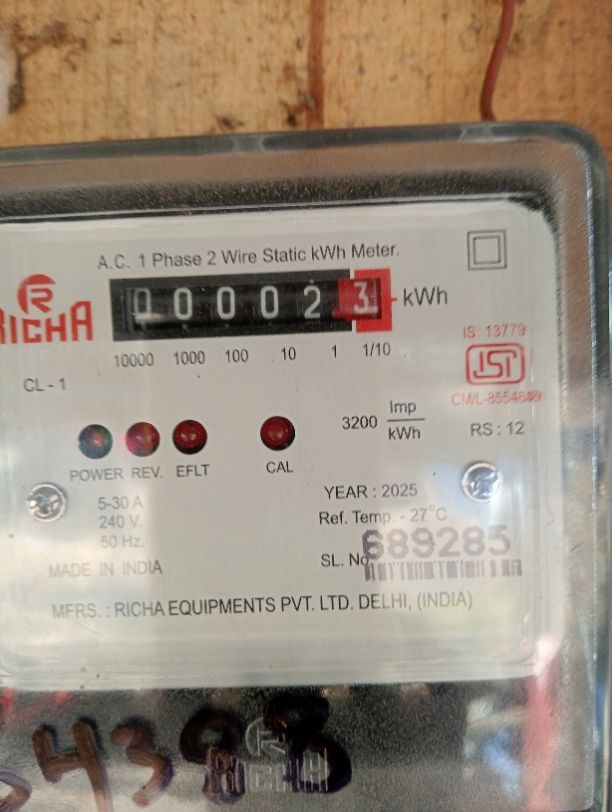 A.C. 1 Phase 2 Wire Static kWh Meter.
R
RICHA
0 0 0 0 2 3 kWh
10000 1000 100 10 1 1/10
IS: 13779
ISI
CL - 1
3200 Imp/kWh
RS : 12
POWER REV. EFLT CAL
5-30 A
240 V.
50 Hz.
YEAR : 2025
Ref. Temp. - 27°C
SL. No 689285
MADE IN INDIA
MFRS. : RICHA EQUIPMENTS PVT. LTD. DELHI, (INDIA)
R
RICHA